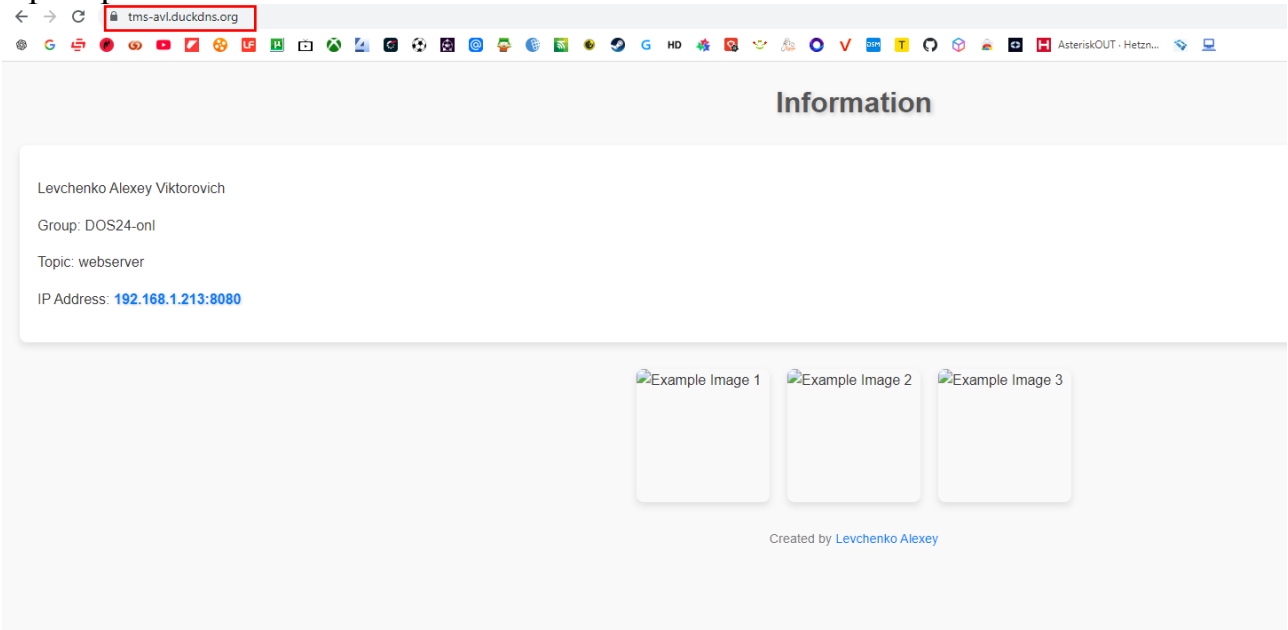 tms-avl.duckdns.org
AsteriskOUT · Hetzn...
Information
Levchenko Alexey Viktorovich
Group: DOS24-onl
Topic: webserver
IP Address: 192.168.1.213:8080
Example Image 1 Example Image 2 Example Image 3
Created by Levchenko Alexey